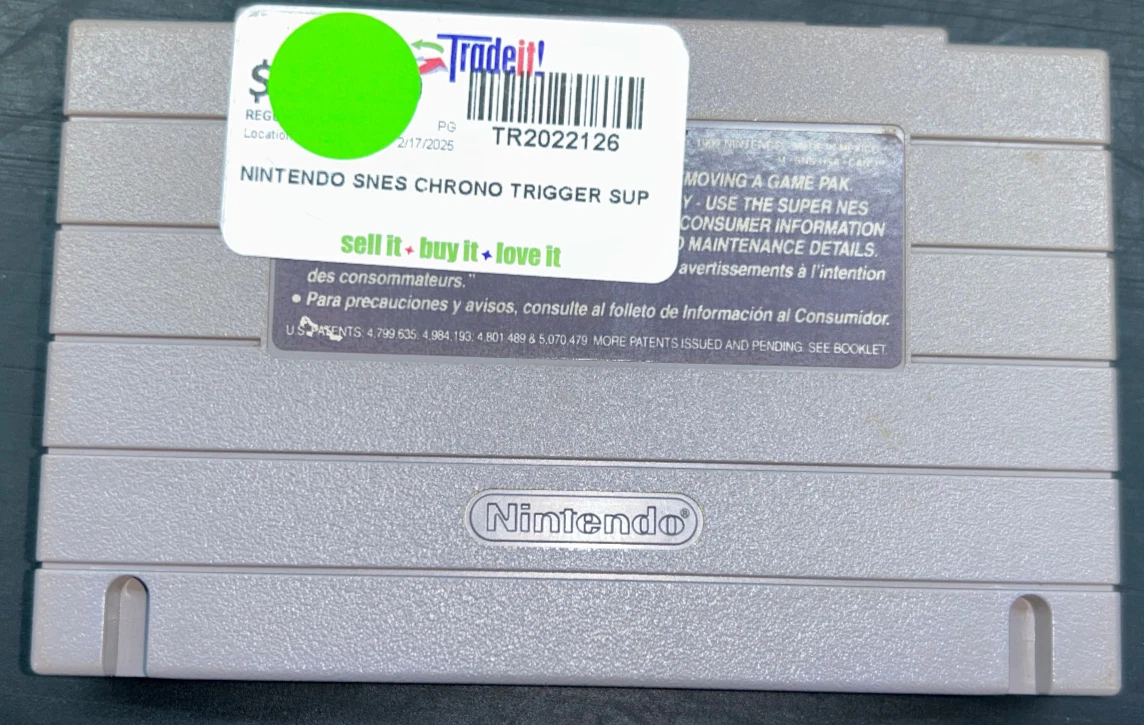 Tradeit!
$
REGU
PG
Location
2/17/2025
TR2022126
NINTENDO SNES CHRONO TRIGGER SUP
sell it + buy it + love it
MOVING A GAME PAK.
Y - USE THE SUPER NES
CONSUMER INFORMATION
MAINTENANCE DETAILS.
avertissements à l'intention
des consommateurs."
• Para precauciones y avisos, consulte al folleto de Información al Consumidor.
U.S. PATENTS: 4,799,635; 4,984,193; 4,801,489 & 5,070,479 MORE PATENTS ISSUED AND PENDING. SEE BOOKLET.
Nintendo®